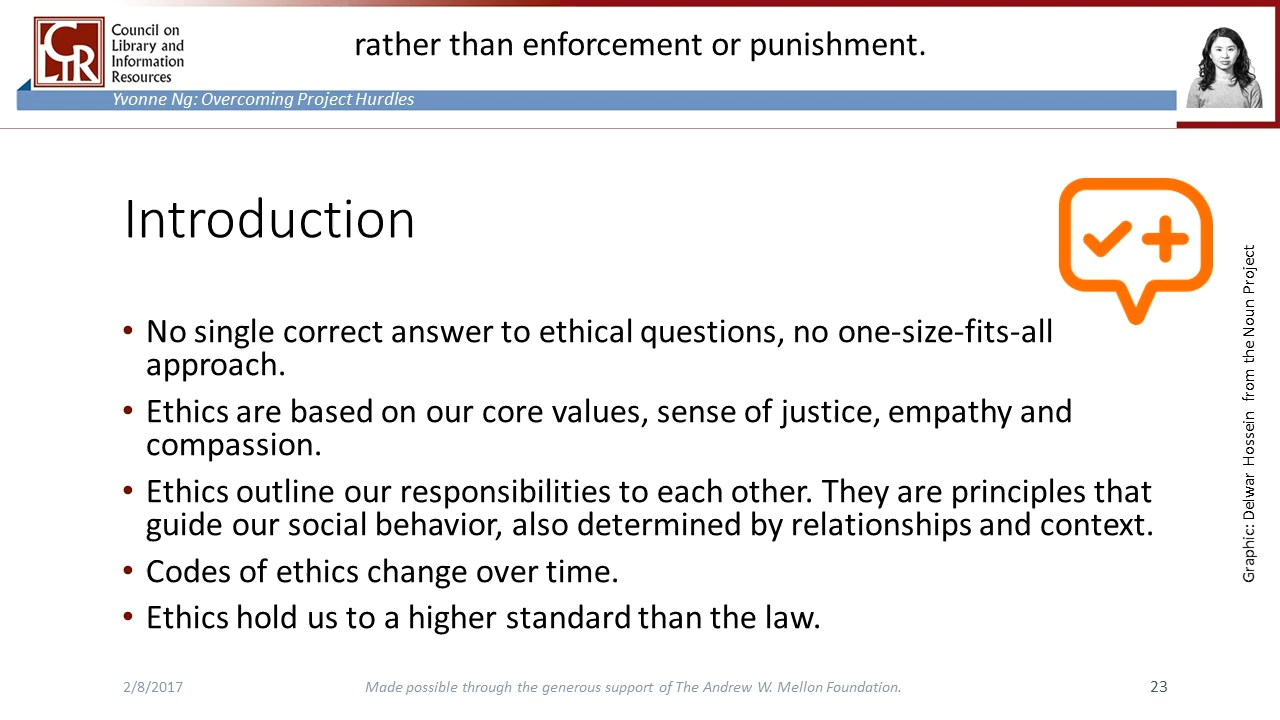 CLIR
Council on
Library and
Information
Resources
rather than enforcement or punishment.
Yvonne Ng: Overcoming Project Hurdles
Introduction
• No single correct answer to ethical questions, no one-size-fits-all
approach.
• Ethics are based on our core values, sense of justice, empathy and
compassion.
• Ethics outline our responsibilities to each other. They are principles that
guide our social behavior, also determined by relationships and context.
• Codes of ethics change over time.
• Ethics hold us to a higher standard than the law.
Graphic: Delwar Hossein from the Noun Project
2/8/2017
Made possible through the generous support of The Andrew W. Mellon Foundation.
23